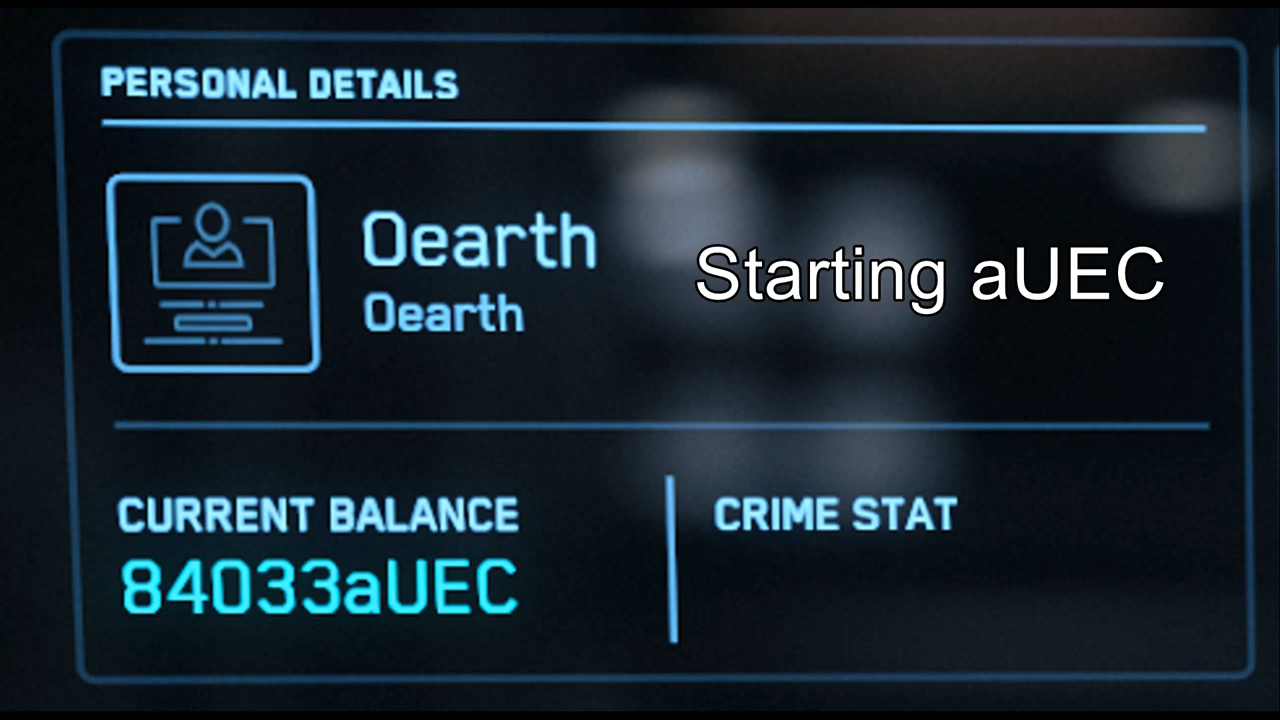 PERSONAL DETAILS
Oearth
Oearth
Starting aUEC
CURRENT BALANCE
84033aUEC
CRIME STAT